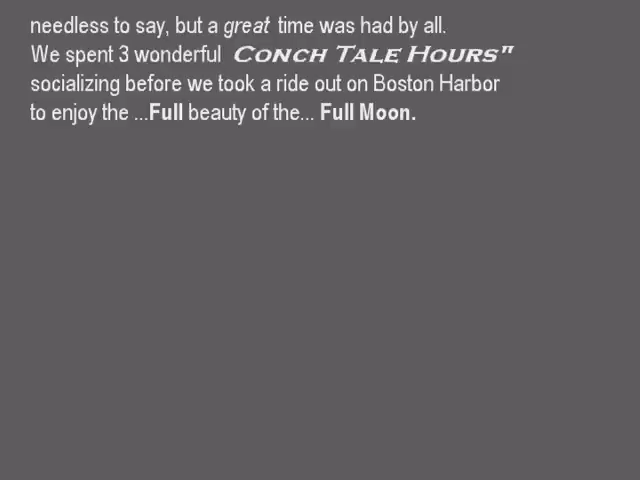 needless to say, but a great time was had by all.
We spent 3 wonderful CONCH TALE HOURS"
socializing before we took a ride out on Boston Harbor
to enjoy the ...Full beauty of the... Full Moon.